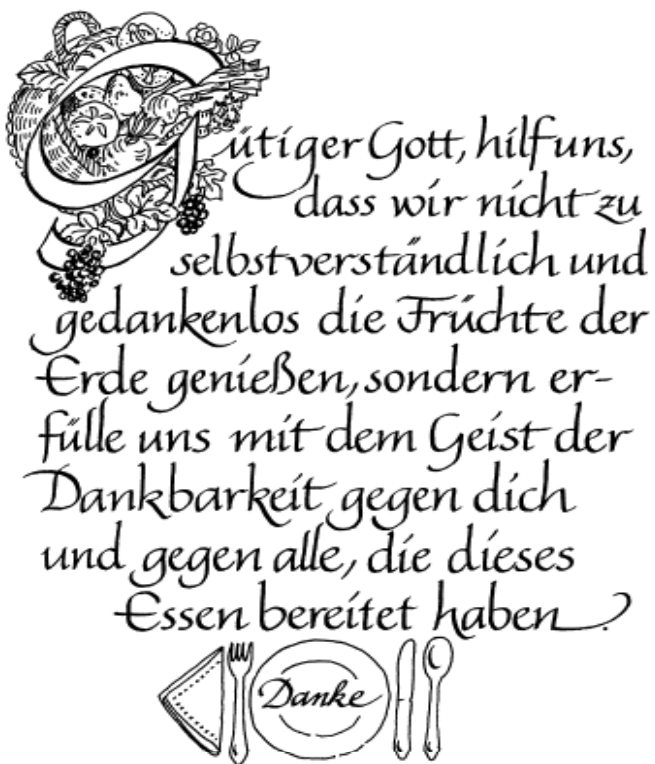 Gütiger Gott, hilf uns,
dass wir nicht zu
selbstverständlich und
gedankenlos die Früchte der
Erde genießen, sondern er-
fülle uns mit dem Geist der
Dankbarkeit gegen dich
und gegen alle, die dieses
Essen bereitet haben.
Danke